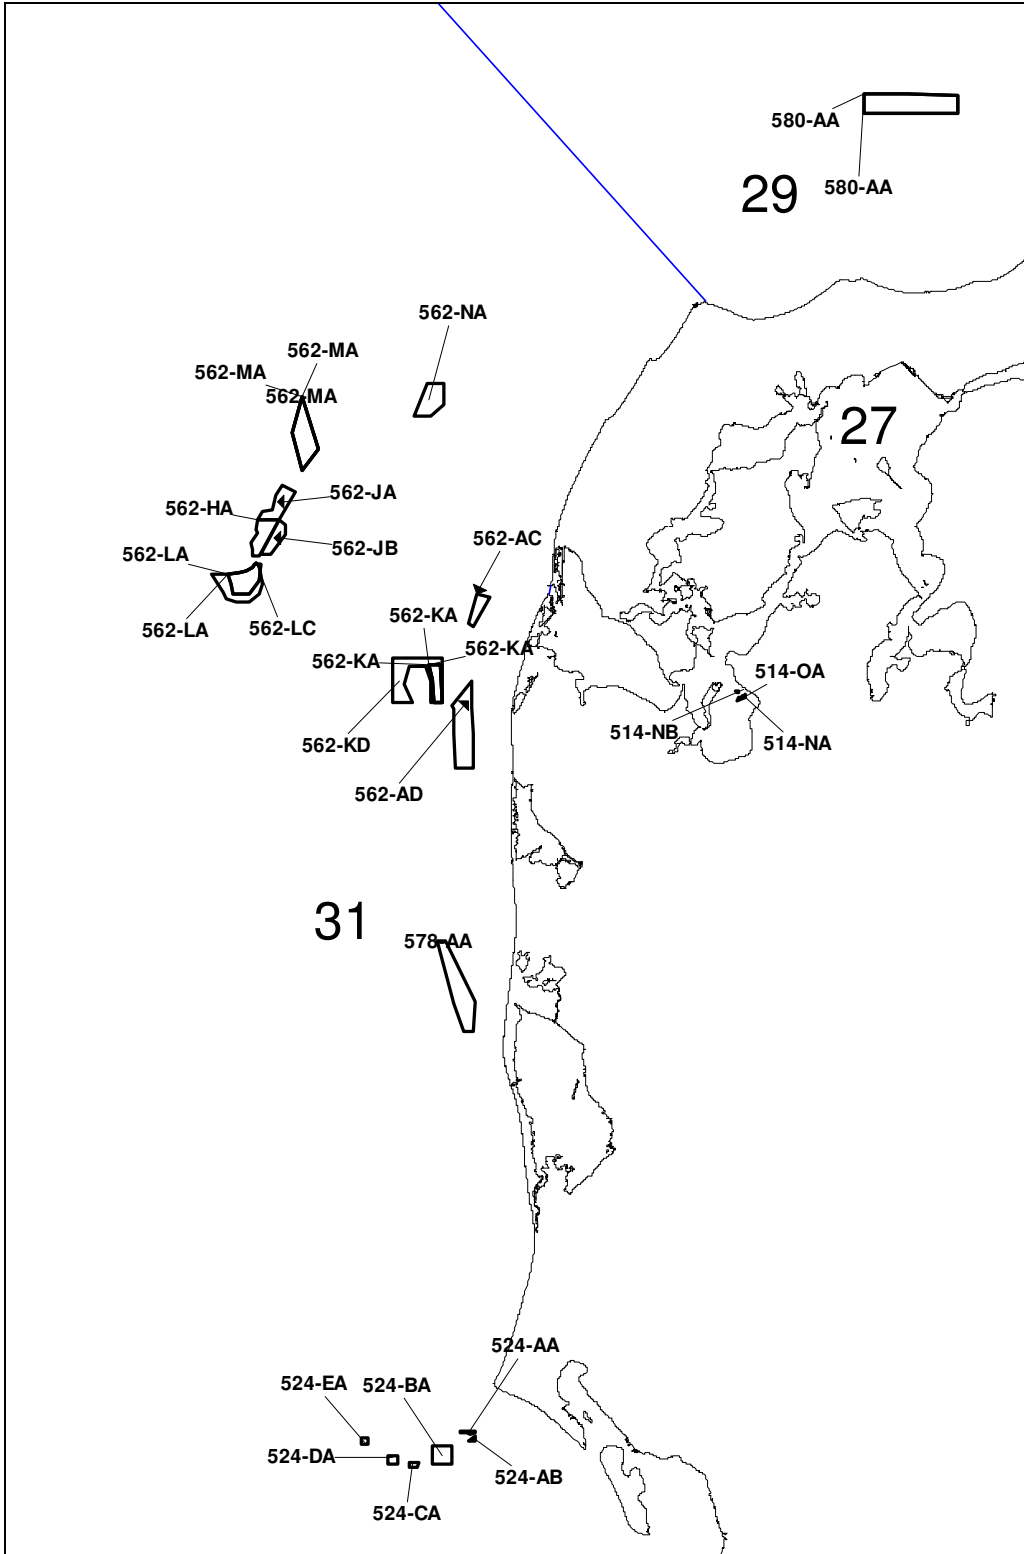 580-AA
29
580-AA
562-NA
562-MA
562-MA
562-MA
27
562-JA
562-HA
562-AC
562-JB
562-LA
562-KA
562-LA
562-LC
562-KA
562-KA
514-OA
514-NB
514-NA
562-KD
562-AD
31
578-AA
524-AA
524-EA
524-BA
524-DA
524-AB
524-CA